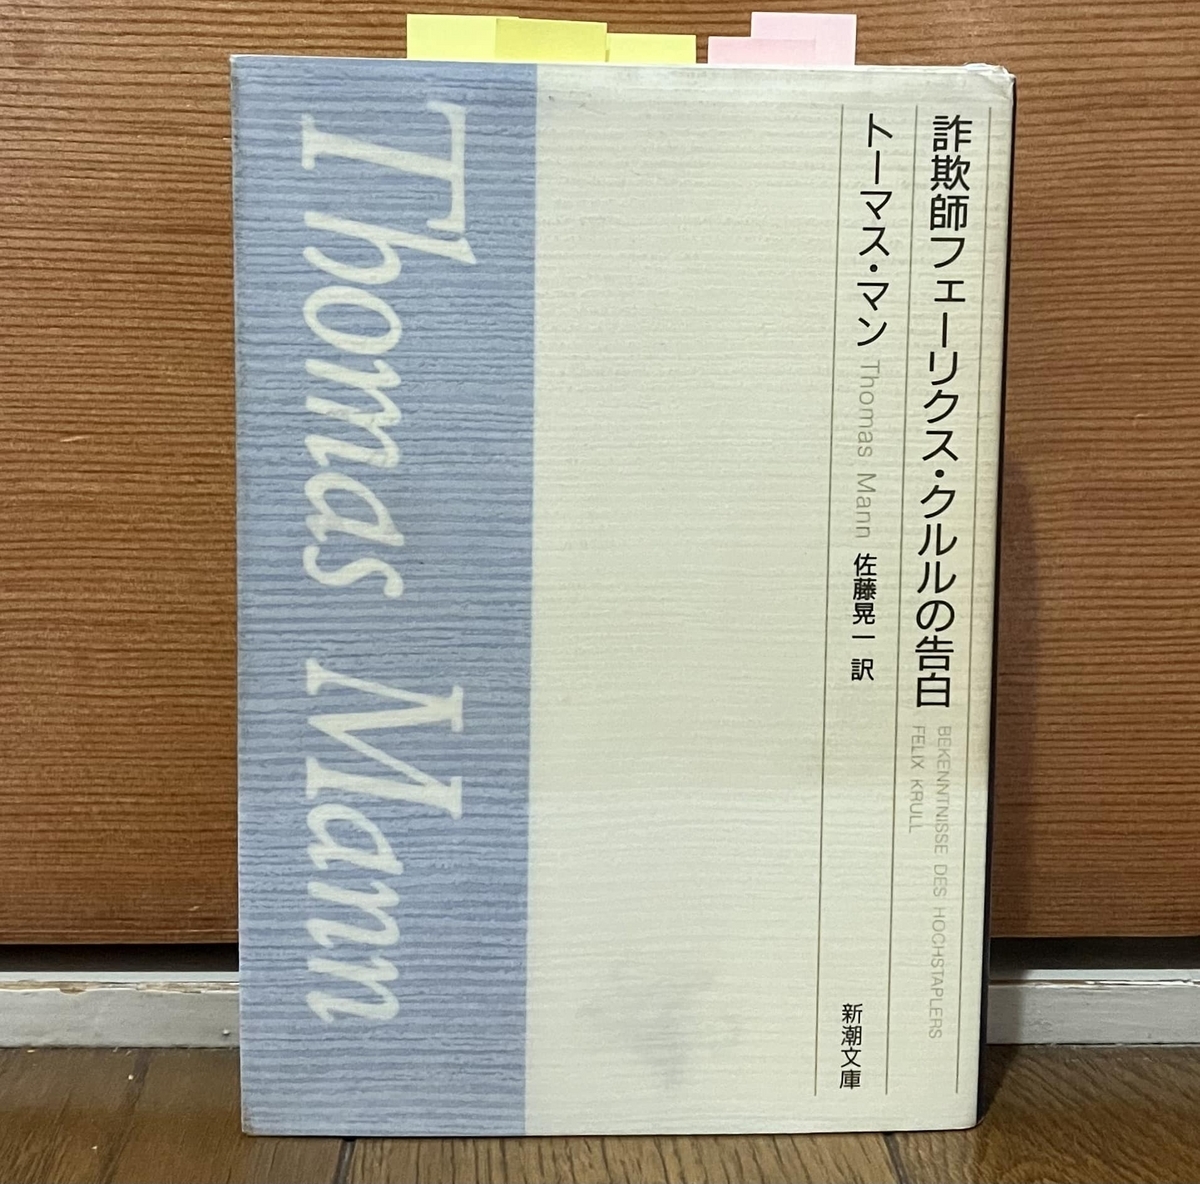 詐欺師フェーリクス・クルルの告白
BEKENNTNISSE DES HOCHSTAPLERS
FELIX KRULL
トーマス・マン Thomas Mann 佐藤晃一 訳
新潮文庫
Thomas Mann